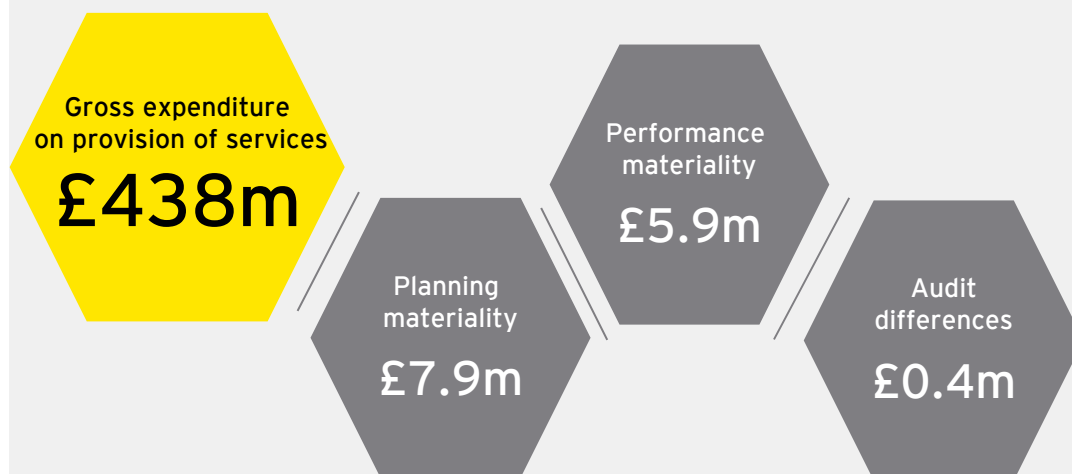 Gross expenditure
on provision of services
£438m
Planning
materiality
£7.9m
Performance
materiality
£5.9m
Audit
differences
£0.4m